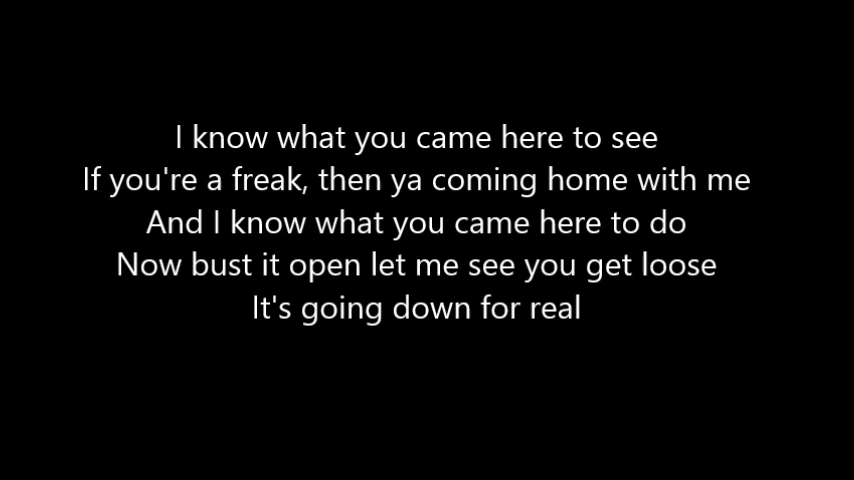 I know what you came here to see
If you're a freak, then ya coming home with me
And I know what you came here to do
Now bust it open let me see you get loose
It's going down for real